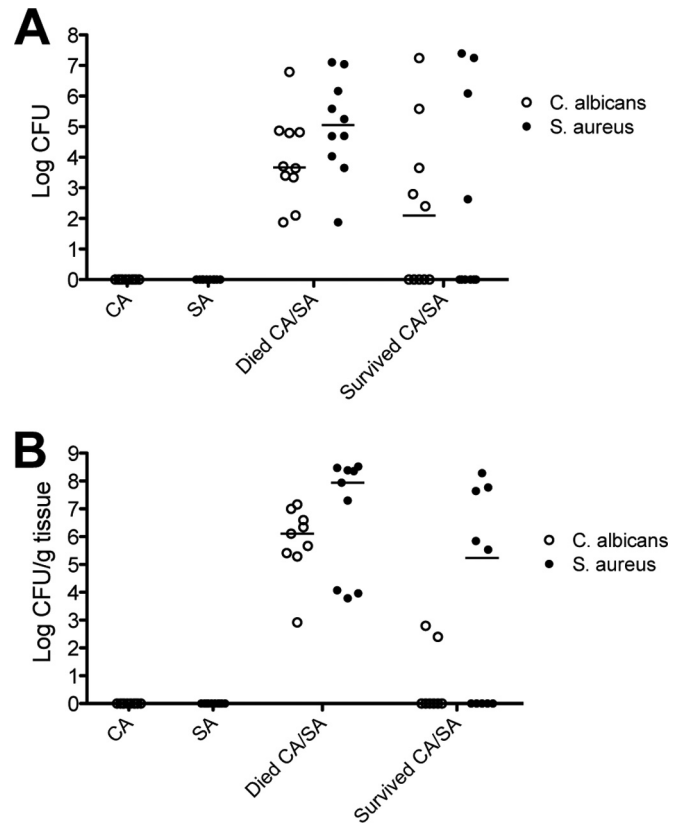 A
8
7
6
5
4
3
2
1
0
Log CFU
CA
SA
Died CA/SA
Survived CA/SA
C. albicans
S. aureus
B
9
8
7
6
5
4
3
2
1
0
Log CFU/g tissue
CA
SA
Died CA/SA
Survived CA/SA
C. albicans
S. aureus